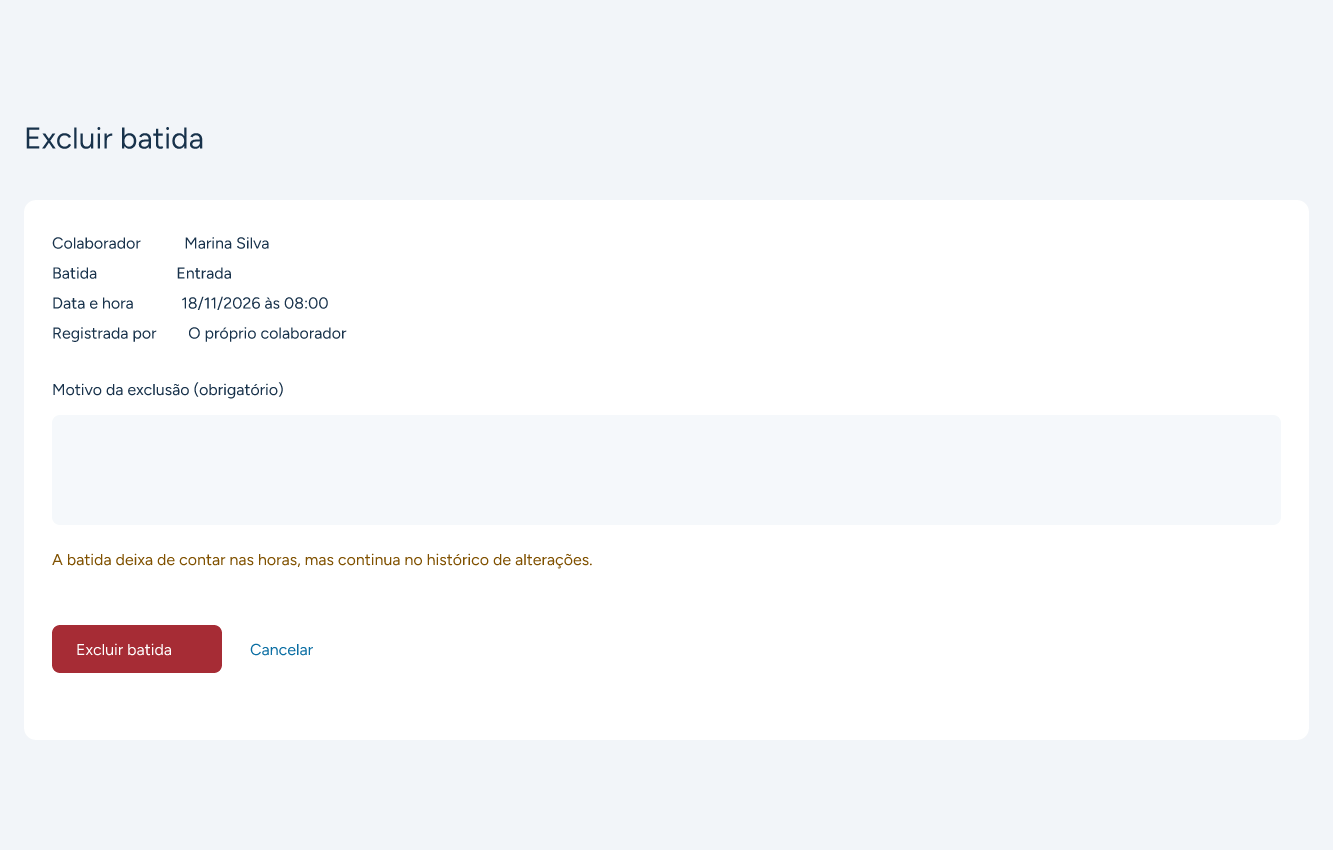 Excluir batida
Colaborador Marina Silva
Batida Entrada
Data e hora 18/11/2026 às 08:00
Registrada por O próprio colaborador
Motivo da exclusão (obrigatório)
A batida deixa de contar nas horas, mas continua no histórico de alterações.
Excluir batida Cancelar